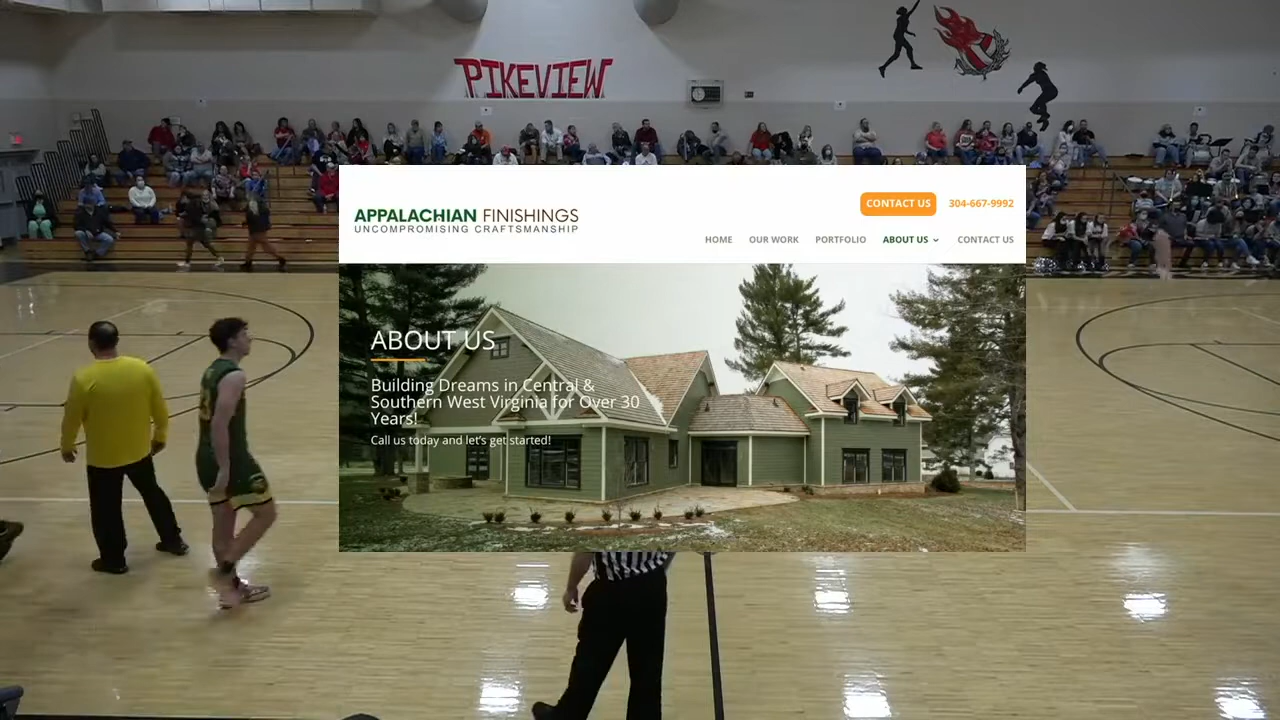 PIKEVIEW
APPALACHIAN FINISHINGS
UNCOMPROMISING CRAFTSMANSHIP
CONTACT US
304-667-9992
HOME
OUR WORK
PORTFOLIO
ABOUT US
CONTACT US
ABOUT US
Building Dreams in Central &
Southern West Virginia for Over 30
Years!
Call us today and let's get started!